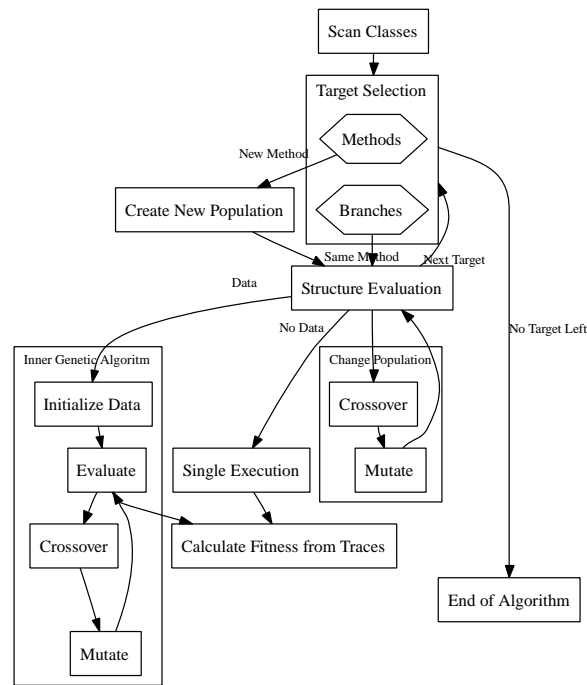 Scan Classes
Target Selection
Methods
New Method
Create New Population
Branches
Same Method
Next Target
Structure Evaluation
Data
No Data
No Target Left
Inner Genetic Algoritm
Change Population
Initialize Data
Crossover
Evaluate
Single Execution
Mutate
Crossover
Calculate Fitness from Traces
End of Algorithm
Mutate